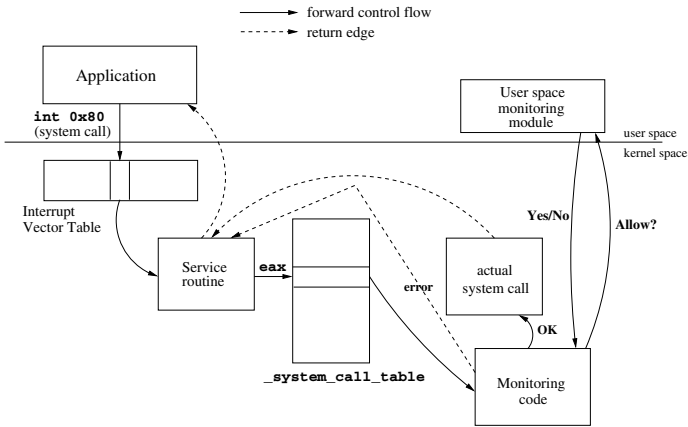 forward control flow
return edge
Application
int 0x80
(system call)
User space
monitoring
module
user space
kernel space
Interrupt
Vector Table
Yes/No
Allow?
Service
routine
eax
error
actual
system call
OK
_system_call_table
Monitoring
code